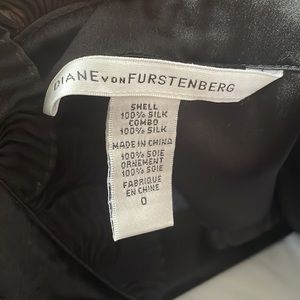 DIANE VON FURSTENBERG
SHELL
100% SILK
COMBO
100% SILK
MADE IN CHINA
100% SOIE
ORNEMENT
100% SOIE
FABRIQUE
EN CHINE
0